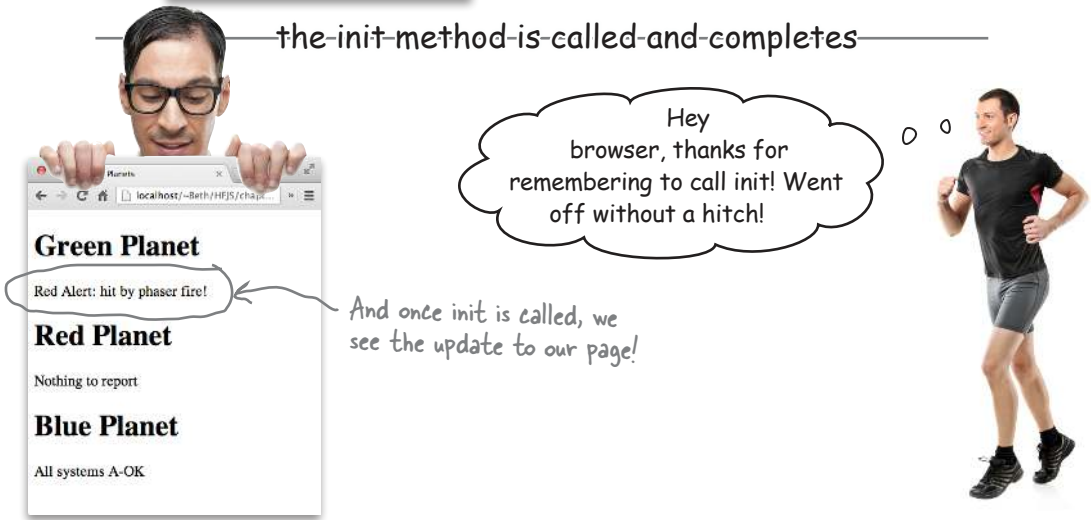 the init method is called and completes
Hey
browser, thanks for
remembering to call init! Went
off without a hitch!
Planets
localhost/~Beth/HFJS/chapt...
Green Planet
Red Alert: hit by phaser fire!
And once init is called, we
see the update to our page!
Red Planet
Nothing to report
Blue Planet
All systems A-OK